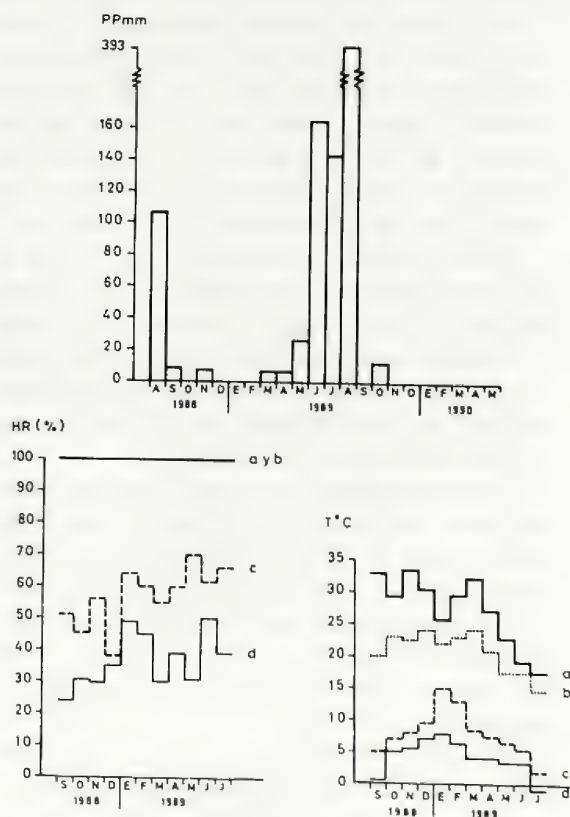 PPmm
393
160
140
120
100
80
60
40
20
0
A S O N D E F M A M J J A S O N D E F M A M
1988 1989 1990
HR (%)
100
90
80
70
60
50
40
30
20
10
0
a y b
c
d
S O N D E F M A M J J
1988 1989
T°C
35
30
25
20
15
10
5
0
a
b
c
d
S O N D E F M A M J J
1988 1989